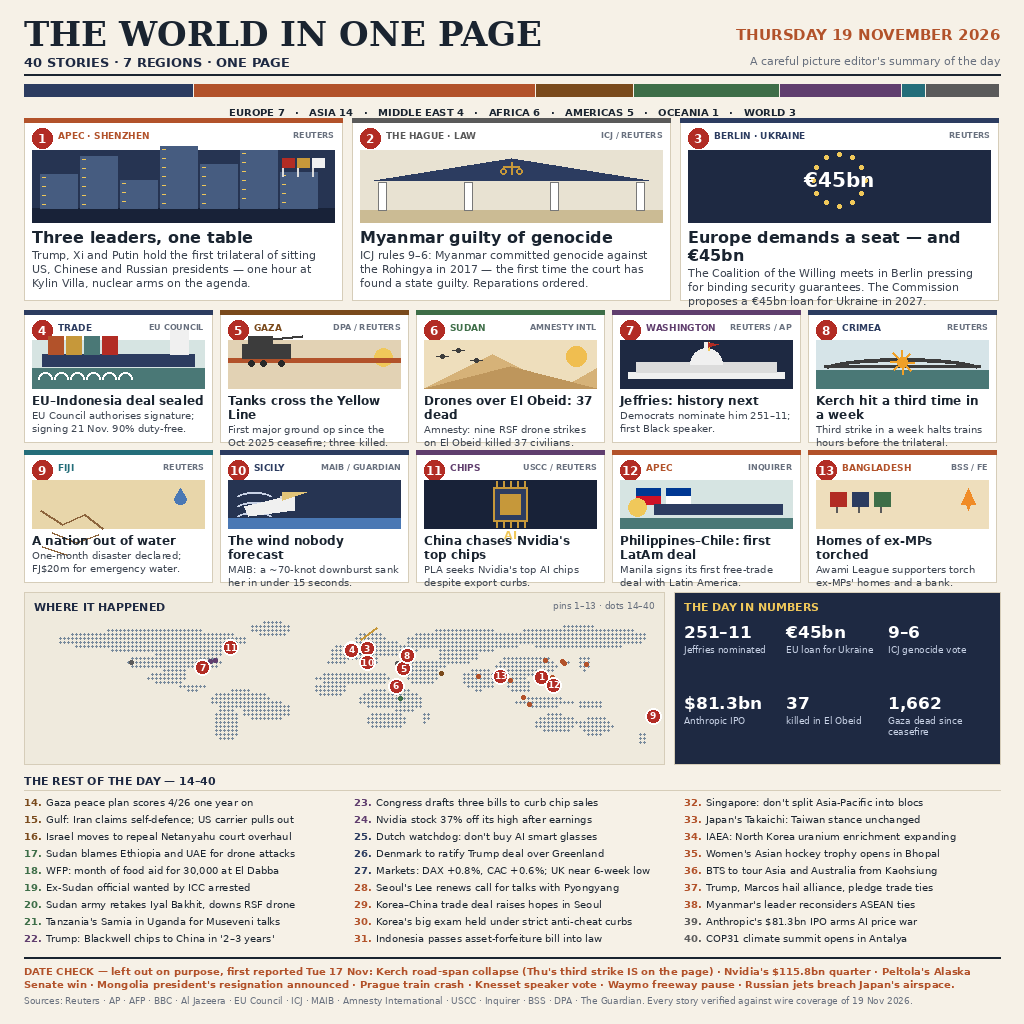 THE WORLD IN ONE PAGE
THURSDAY 19 NOVEMBER 2026
40 STORIES · 7 REGIONS · ONE PAGE
A careful picture editor's summary of the day
EUROPE 7 · ASIA 14 · MIDDLE EAST 4 · AFRICA 6 · AMERICAS 5 · OCEANIA 1 · WORLD 3
1 APEC · SHENZHEN REUTERS
Three leaders, one table
Trump, Xi and Putin hold the first trilateral of sitting
US, Chinese and Russian presidents — one hour at
Kylin Villa, nuclear arms on the agenda.
2 THE HAGUE · LAW ICJ / REUTERS
Myanmar guilty of genocide
ICJ rules 9–6: Myanmar committed genocide against
the Rohingya in 2017 — the first time the court has
found a state guilty. Reparations ordered.
3 BERLIN · UKRAINE REUTERS
€45bn
Europe demands a seat — and
€45bn
The Coalition of the Willing meets in Berlin pressing
for binding security guarantees. The Commission
proposes a €45bn loan for Ukraine in 2027.
4 TRADE EU COUNCIL
EU–Indonesia deal sealed
EU Council authorises signature;
signing 21 Nov. 90% duty-free.
5 GAZA DPA / REUTERS
Tanks cross the Yellow
Line
First major ground op since the
Oct 2025 ceasefire; three killed.
6 SUDAN AMNESTY INTL
Drones over El Obeid: 37
dead
Amnesty: nine RSF drone strikes
on El Obeid killed 37 civilians.
7 WASHINGTON REUTERS / AP
Jeffries: history next
Democrats nominate him 251–11;
first Black speaker.
8 CRIMEA REUTERS
Kerch hit a third time in
a week
Third strike in a week halts trains
hours before the trilateral.
9 FIJI REUTERS
A nation out of water
One-month disaster declared;
FJ$20m for emergency water.
10 SICILY MAIB / GUARDIAN
The wind nobody
forecast
MAIB: a ~70-knot downburst sank
her in under 15 seconds.
11 CHIPS USCC / REUTERS
AI
China chases Nvidia's
top chips
PLA seeks Nvidia's top AI chips
despite export curbs.
12 APEC INQUIRER
Philippines–Chile: first
LatAm deal
Manila signs its first free-trade
deal with Latin America.
13 BANGLADESH BSS / FE
Homes of ex-MPs
torched
Awami League supporters torch
ex-MPs' homes and a bank.
WHERE IT HAPPENED pins 1–13 · dots 14–40
11
4
3
10
8
5
7
6
13
1
12
9
THE DAY IN NUMBERS
251–11 €45bn 9–6
Jeffries nominated EU loan for Ukraine ICJ genocide vote
$81.3bn 37 1,662
Anthropic IPO killed in El Obeid Gaza dead since
ceasefire
THE REST OF THE DAY — 14–40
14. Gaza peace plan scores 4/26 one year on
15. Gulf: Iran claims self-defence; US carrier pulls out
16. Israel moves to repeal Netanyahu court overhaul
17. Sudan blames Ethiopia and UAE for drone attacks
18. WFP: month of food aid for 30,000 at El Dabba
19. Ex-Sudan official wanted by ICC arrested
20. Sudan army retakes Iyal Bakhit, downs RSF drone
21. Tanzania's Samia in Uganda for Museveni talks
22. Trump: Blackwell chips to China in '2–3 years'
23. Congress drafts three bills to curb chip sales
24. Nvidia stock 37% off its high after earnings
25. Dutch watchdog: don't buy AI smart glasses
26. Denmark to ratify Trump deal over Greenland
27. Markets: DAX +0.8%, CAC +0.6%; UK near 6-week low
28. Seoul's Lee renews call for talks with Pyongyang
29. Korea–China trade deal raises hopes in Seoul
30. Korea's big exam held under strict anti-cheat curbs
31. Indonesia passes asset-forfeiture bill into law
32. Singapore: don't split Asia-Pacific into blocs
33. Japan's Takaichi: Taiwan stance unchanged
34. IAEA: North Korea uranium enrichment expanding
35. Women's Asian hockey trophy opens in Bhopal
36. BTS to tour Asia and Australia from Kaohsiung
37. Trump, Marcos hail alliance, pledge trade ties
38. Myanmar's leader reconsiders ASEAN ties
39. Anthropic's $81.3bn IPO arms AI price war
40. COP31 climate summit opens in Antalya
DATE CHECK — left out on purpose, first reported Tue 17 Nov: Kerch road-span collapse (Thu's third strike IS on the page) · Nvidia's $115.8bn quarter · Peltola's Alaska
Senate win · Mongolia president's resignation announced · Prague train crash · Knesset speaker vote · Waymo freeway pause · Russian jets breach Japan's airspace.
Sources: Reuters · AP · AFP · BBC · Al Jazeera · EU Council · ICJ · MAIB · Amnesty International · USCC · Inquirer · BSS · DPA · The Guardian. Every story verified against wire coverage of 19 Nov 2026.